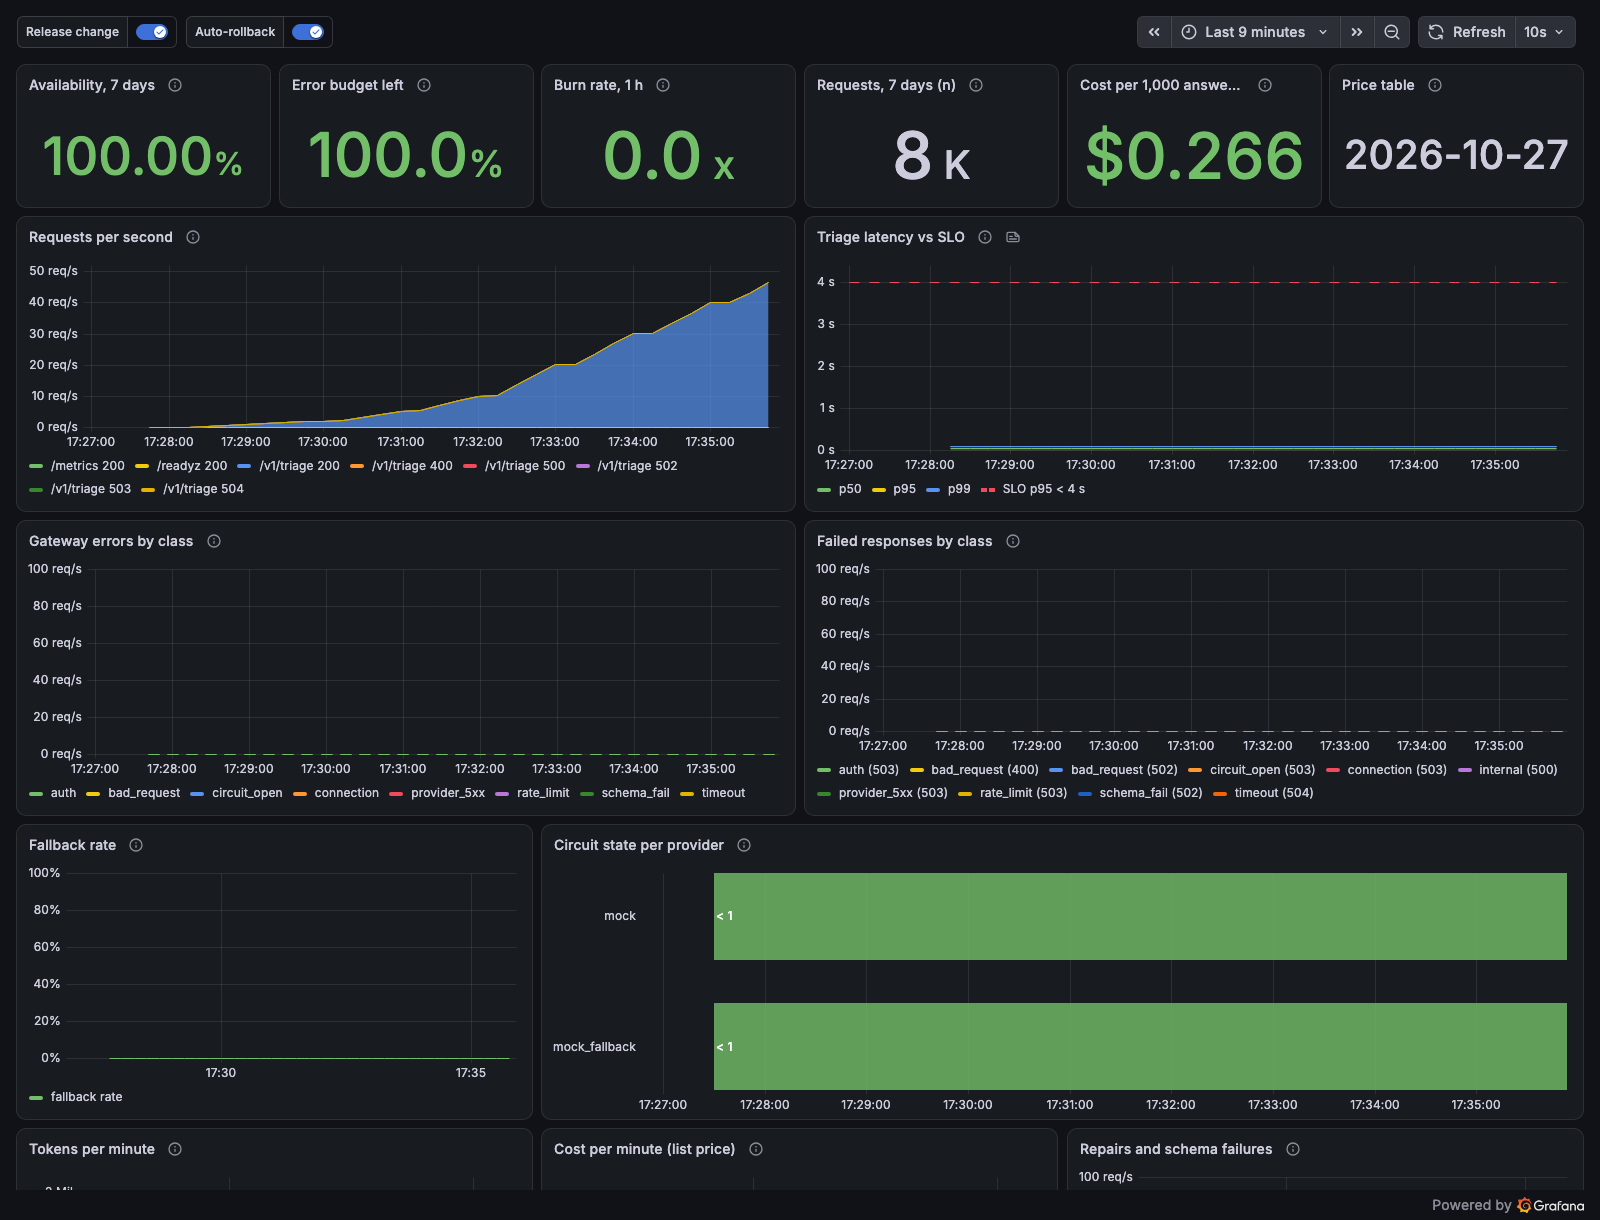 Release change
Auto-rollback
Last 9 minutes
Refresh
10s
Availability, 7 days
100.00%
Error budget left
100.0%
Burn rate, 1 h
0.0 x
Requests, 7 days (n)
8 K
Cost per 1,000 answe...
$0.266
Price table
2026-10-27
Requests per second
50 req/s
40 req/s
30 req/s
20 req/s
10 req/s
0 req/s
17:27:00 17:28:00 17:29:00 17:30:00 17:31:00 17:32:00 17:33:00 17:34:00 17:35:00
/metrics 200 /readyz 200 /v1/triage 200 /v1/triage 400 /v1/triage 500 /v1/triage 502
/v1/triage 503 /v1/triage 504
Triage latency vs SLO
4 s
3 s
2 s
1 s
0 s
17:27:00 17:28:00 17:29:00 17:30:00 17:31:00 17:32:00 17:33:00 17:34:00 17:35:00
p50 p95 p99 SLO p95 < 4 s
Gateway errors by class
100 req/s
80 req/s
60 req/s
40 req/s
20 req/s
0 req/s
17:27:00 17:28:00 17:29:00 17:30:00 17:31:00 17:32:00 17:33:00 17:34:00 17:35:00
auth bad_request circuit_open connection provider_5xx rate_limit schema_fail timeout
Failed responses by class
100 req/s
80 req/s
60 req/s
40 req/s
20 req/s
0 req/s
17:27:00 17:28:00 17:29:00 17:30:00 17:31:00 17:32:00 17:33:00 17:34:00 17:35:00
auth (503) bad_request (400) bad_request (502) circuit_open (503) connection (503) internal (500)
provider_5xx (503) rate_limit (503) schema_fail (502) timeout (504)
Fallback rate
100%
80%
60%
40%
20%
0%
17:30 17:35
fallback rate
Circuit state per provider
mock
< 1
mock_fallback
< 1
17:27:00 17:28:00 17:29:00 17:30:00 17:31:00 17:32:00 17:33:00 17:34:00 17:35:00
Tokens per minute
Cost per minute (list price)
Repairs and schema failures
100 req/s
Powered by Grafana